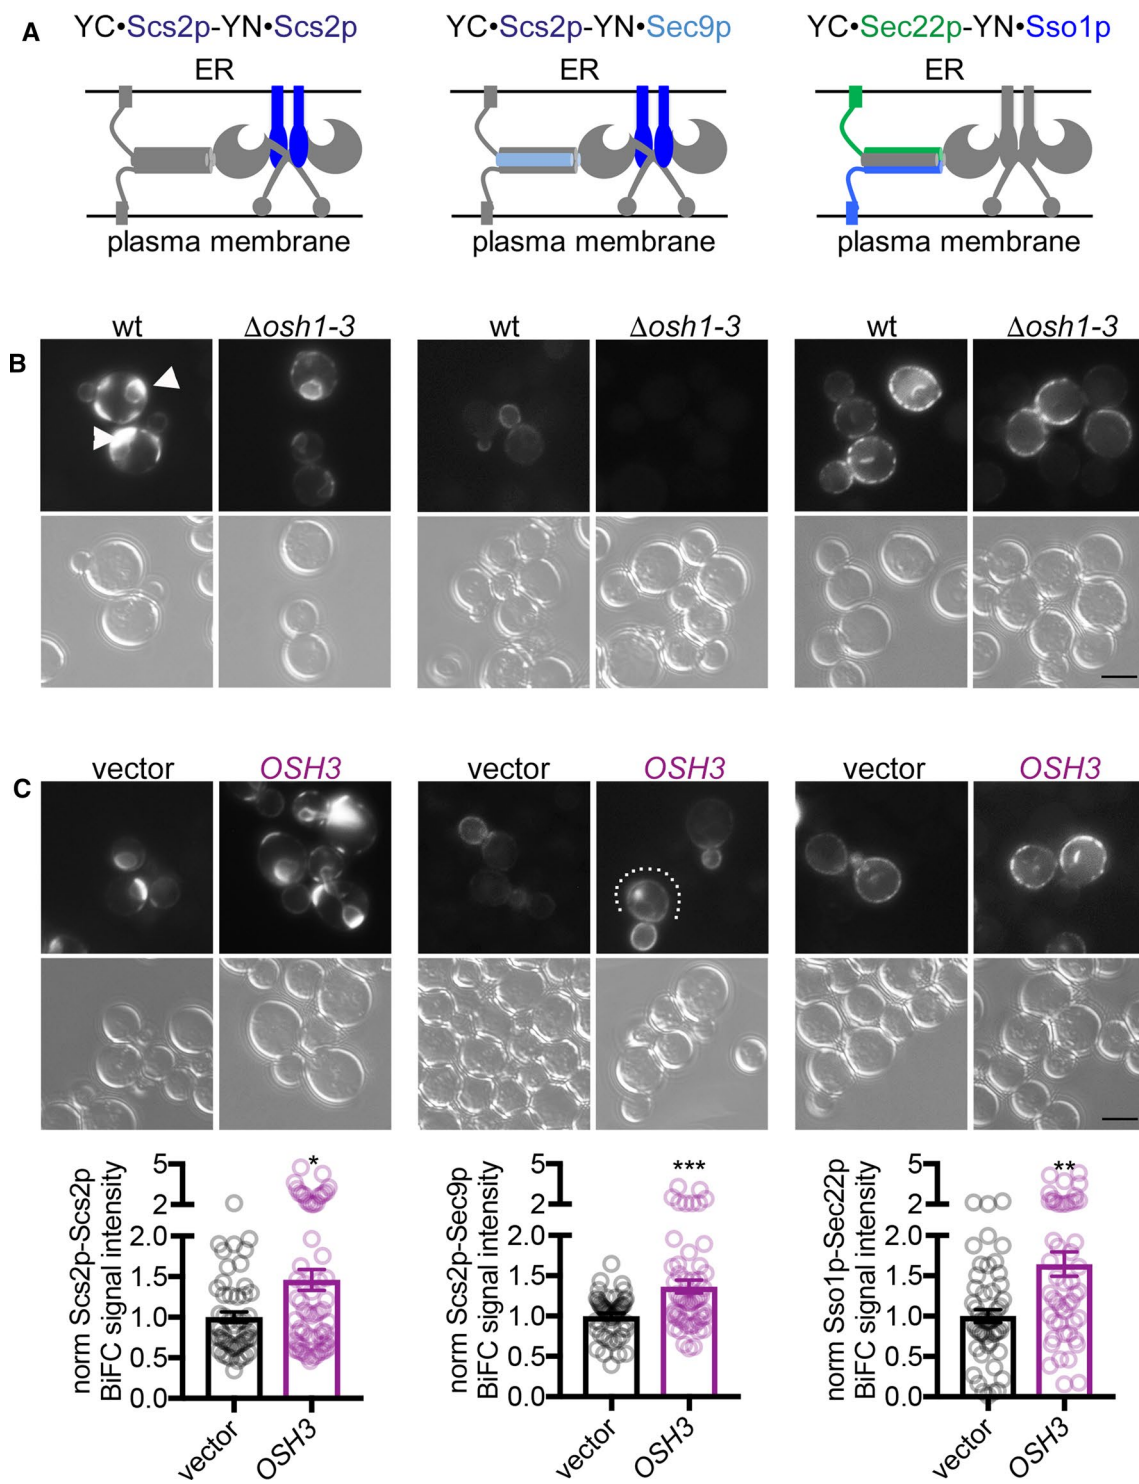 A
YC•Scs2p-YN•Scs2p
YC•Scs2p-YN•Sec9p
YC•Sec22p-YN•Sso1p
ER
ER
ER
plasma membrane
plasma membrane
plasma membrane
B
wt
Δosh1-3
wt
Δosh1-3
wt
Δosh1-3
C
vector
OSH3
vector
OSH3
vector
OSH3
norm Scs2p-Scs2p
BiFC signal intensity
5
2
2.0
1.5
1.0
0.5
0.0
*
vector
OSH3
norm Scs2p-Sec9p
BiFC signal intensity
5
2
2.0
1.5
1.0
0.5
0.0
***
vector
OSH3
norm Sso1p-Sec22p
BiFC signal intensity
5
2
2.0
1.5
1.0
0.5
0.0
**
vector
OSH3